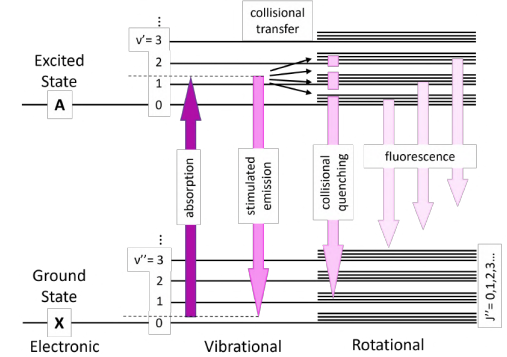 collisional
transfer
⋮
v'= 3
2
1
0
Excited
State
A
absorption
stimulated
emission
collisional
quenching
fluorescence
⋮
v''= 3
2
1
0
Ground
State
X
J''= 0,1,2,3...
Electronic
Vibrational
Rotational